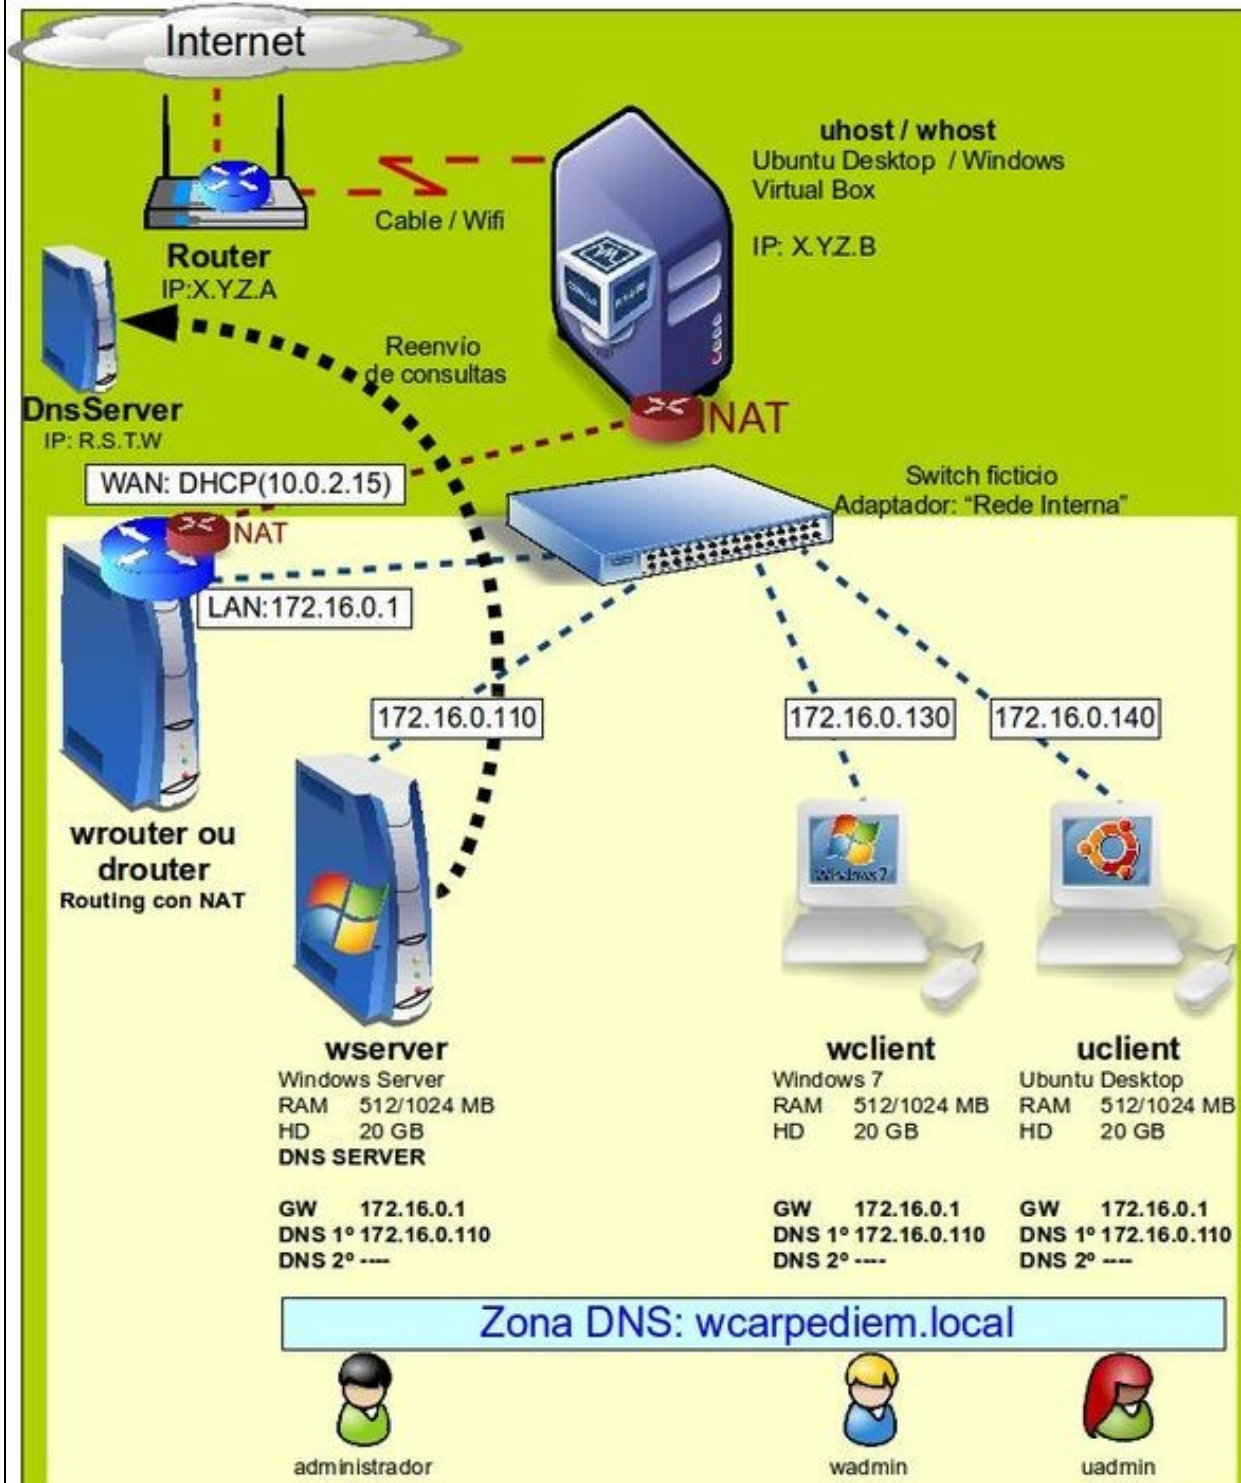 Internet
uhost / whost
Ubuntu Desktop / Windows
Virtual Box
IP: X.Y.Z.B
Cable / Wifi
Router
IP:X.Y.Z.A
Reenvío
de consultas
DnsServer
IP: R.S.T.W
NAT
WAN: DHCP(10.0.2.15)
Switch ficticio
Adaptador: “Rede Interna”
NAT
LAN:172.16.0.1
172.16.0.110
172.16.0.130
172.16.0.140
wrouter ou
drouter
Routing con NAT
Windows 7
wserver
Windows Server
RAM 512/1024 MB
HD 20 GB
DNS SERVER
GW 172.16.0.1
DNS 1º 172.16.0.110
DNS 2º ----
wclient
Windows 7
RAM 512/1024 MB
HD 20 GB
GW 172.16.0.1
DNS 1º 172.16.0.110
DNS 2º ----
uclient
Ubuntu Desktop
RAM 512/1024 MB
HD 20 GB
GW 172.16.0.1
DNS 1º 172.16.0.110
DNS 2º ----
Zona DNS: wcarpediem.local
administrador
wadmin
uadmin